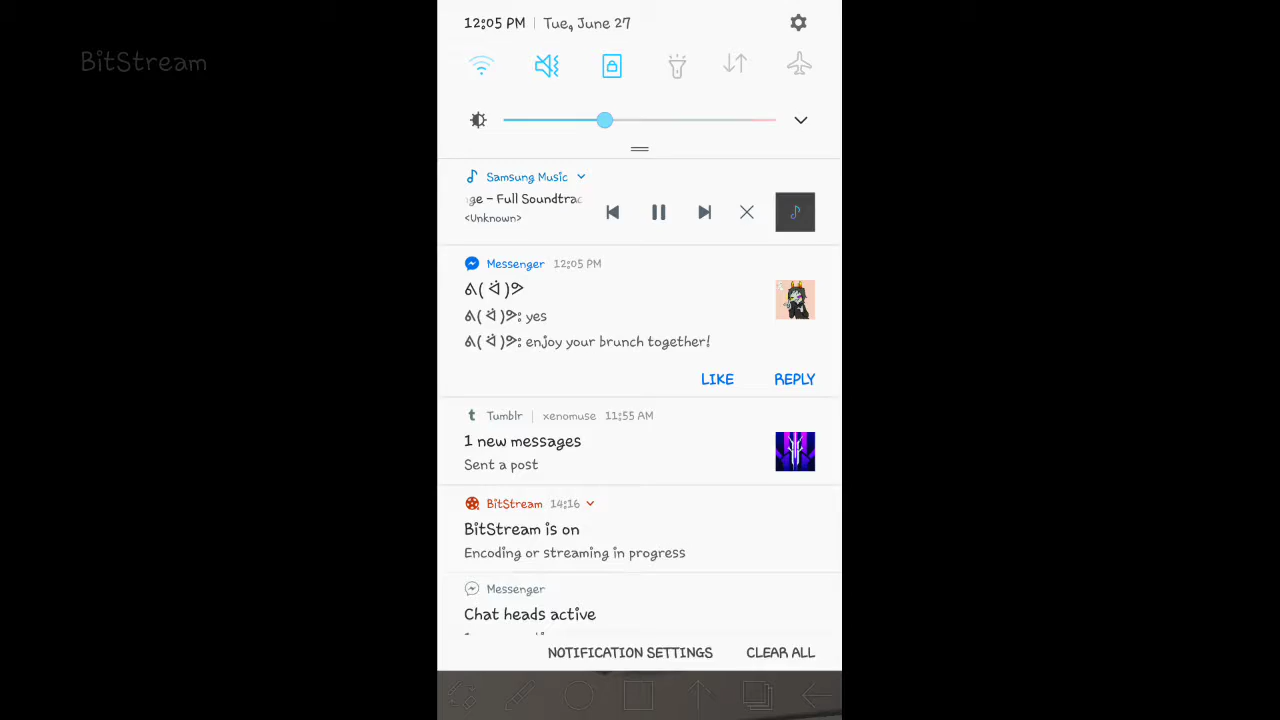 12:05 PM | Tue, June 27
BitStream
Samsung Music
ge – Full Soundtrac
<Unknown>
Messenger 12:05 PM
ᕕ( ᐛ )ᕗ
ᕕ( ᐛ )ᕗ: yes
ᕕ( ᐛ )ᕗ: enjoy your brunch together!
LIKE REPLY
Tumblr | xenomuse 11:55 AM
1 new messages
Sent a post
BitStream 14:16
BitStream is on
Encoding or streaming in progress
Messenger
Chat heads active
NOTIFICATION SETTINGS CLEAR ALL